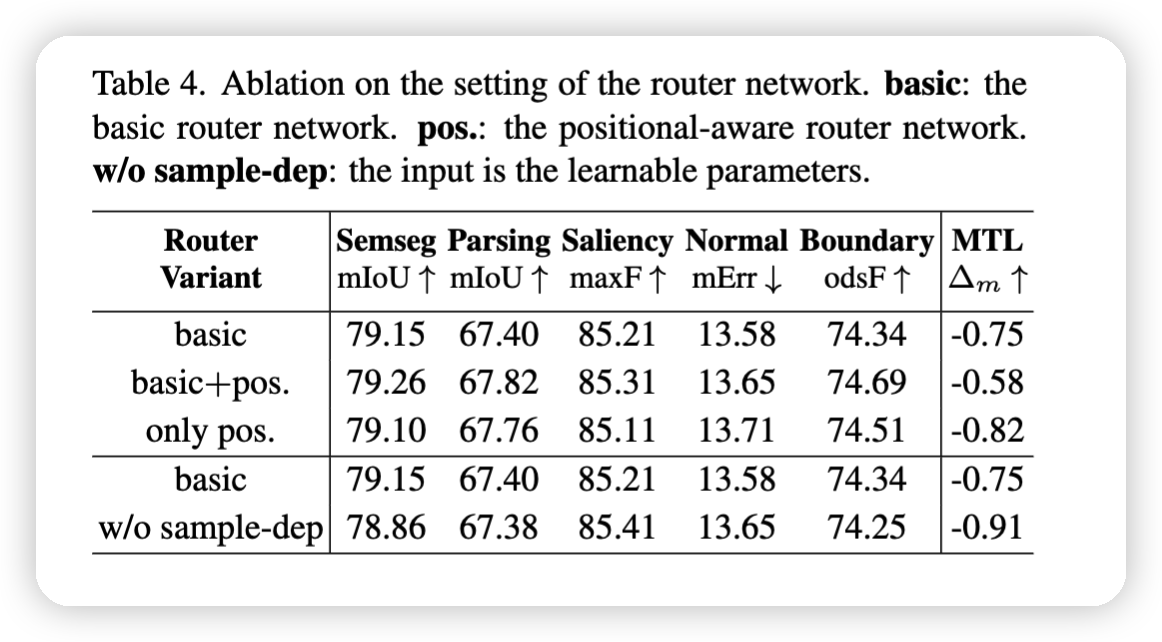 Table 4. Ablation on the setting of the router network. basic: the
basic router network. pos.: the positional-aware router network.
w/o sample-dep: the input is the learnable parameters.
Router Semseg Parsing Saliency Normal Boundary MTL
Variant mIoU ↑ mIoU ↑ maxF ↑ mErr ↓ odsF ↑ Δm ↑
basic 79.15 67.40 85.21 13.58 74.34 -0.75
basic+pos. 79.26 67.82 85.31 13.65 74.69 -0.58
only pos. 79.10 67.76 85.11 13.71 74.51 -0.82
basic 79.15 67.40 85.21 13.58 74.34 -0.75
w/o sample-dep 78.86 67.38 85.41 13.65 74.25 -0.91